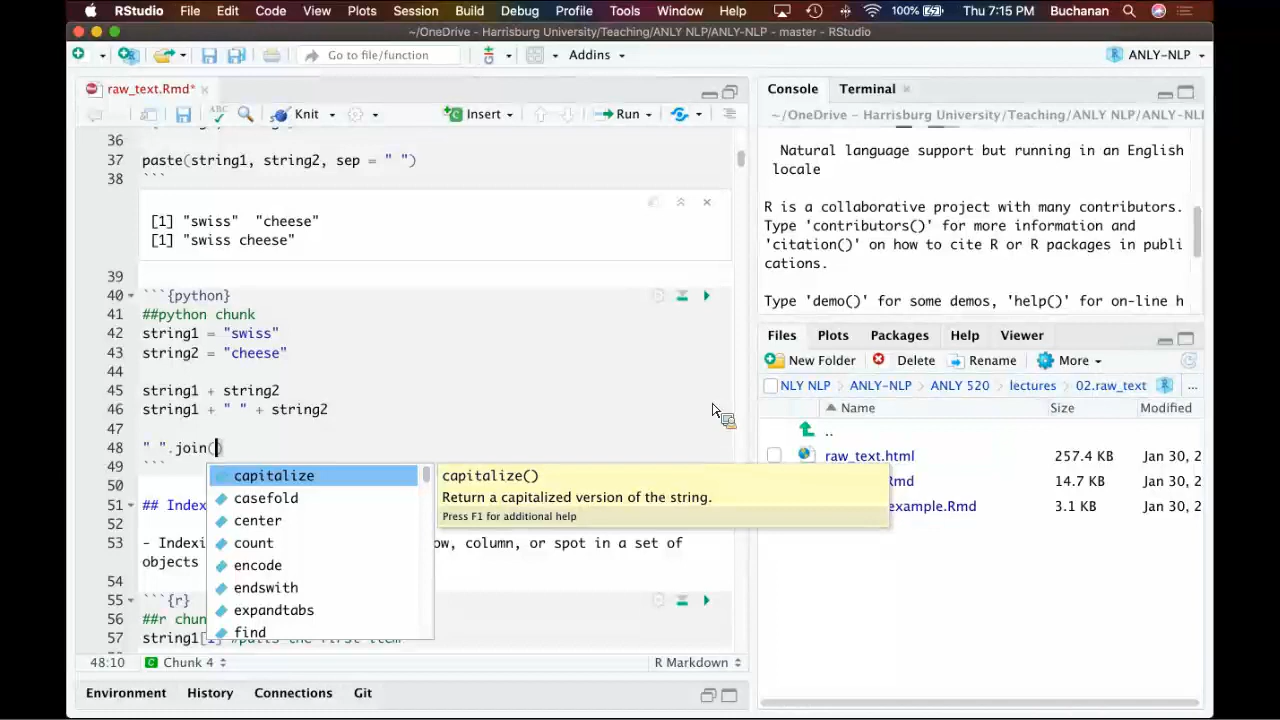 RStudio File Edit Code View Plots Session Build Debug Profile Tools Window Help 100% Thu 7:15 PM Buchanan
~/OneDrive - Harrisburg University/Teaching/ANLY NLP/ANLY-NLP - master - RStudio
Go to file/function Addins ANLY-NLP
raw_text.Rmd*
ABC Knit Insert Run
36
37 paste(string1, string2, sep = " ")
38 ```
[1] "swiss" "cheese"
[1] "swiss cheese"
39
40 ```{python}
41 ##python chunk
42 string1 = "swiss"
43 string2 = "cheese"
44
45 string1 + string2
46 string1 + " " + string2
47
48 " ".join()
49 ```
50
51 ## Index
52
53 - Indexi ow, column, or spot in a set of
objects
54
55 ```{r}
56 ##r chun
57 string1[1] #pulls the first item
capitalize
casefold
center
count
encode
endswith
expandtabs
find
capitalize()
Return a capitalized version of the string.
Press F1 for additional help
48:10 Chunk 4 R Markdown
Environment History Connections Git
Console Terminal
~/OneDrive - Harrisburg University/Teaching/ANLY NLP/ANLY-NL
Natural language support but running in an English
locale
R is a collaborative project with many contributors.
Type 'contributors()' for more information and
'citation()' on how to cite R or R packages in publi
cations.
Type 'demo()' for some demos, 'help()' for on-line h
Files Plots Packages Help Viewer
New Folder Delete Rename More
NLY NLP ANLY-NLP ANLY 520 lectures 02.raw_text ...
Name Size Modified
..
raw_text.html 257.4 KB Jan 30, 2
Rmd 14.7 KB Jan 30, 2
example.Rmd 3.1 KB Jan 30, 2